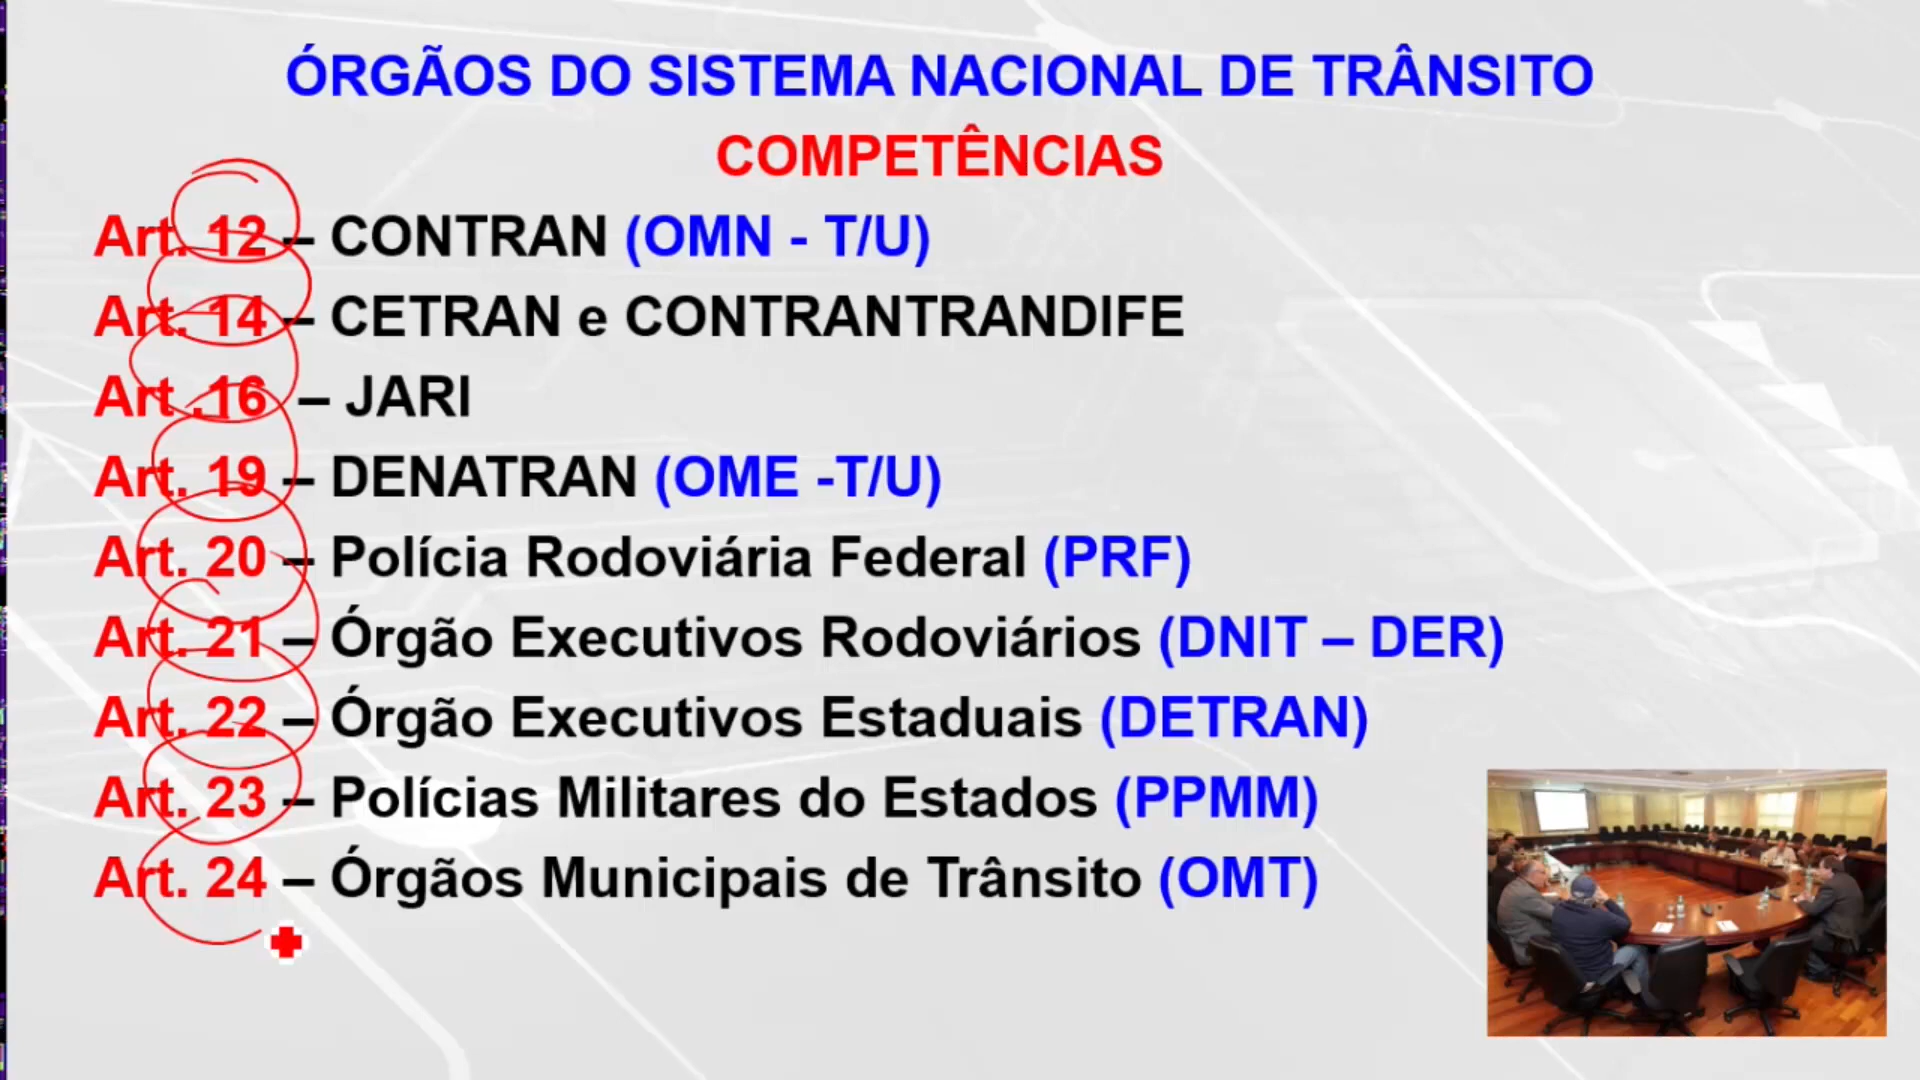 ÓRGÃOS DO SISTEMA NACIONAL DE TRÂNSITO
COMPETÊNCIAS
Art. 12 – CONTRAN (OMN - T/U)
Art. 14 – CETRAN e CONTRANTRANDIFE
Art .16 – JARI
Art. 19 – DENATRAN (OME -T/U)
Art. 20 – Polícia Rodoviária Federal (PRF)
Art. 21 – Órgão Executivos Rodoviários (DNIT – DER)
Art. 22 – Órgão Executivos Estaduais (DETRAN)
Art. 23 – Polícias Militares do Estados (PPMM)
Art. 24 – Órgãos Municipais de Trânsito (OMT)